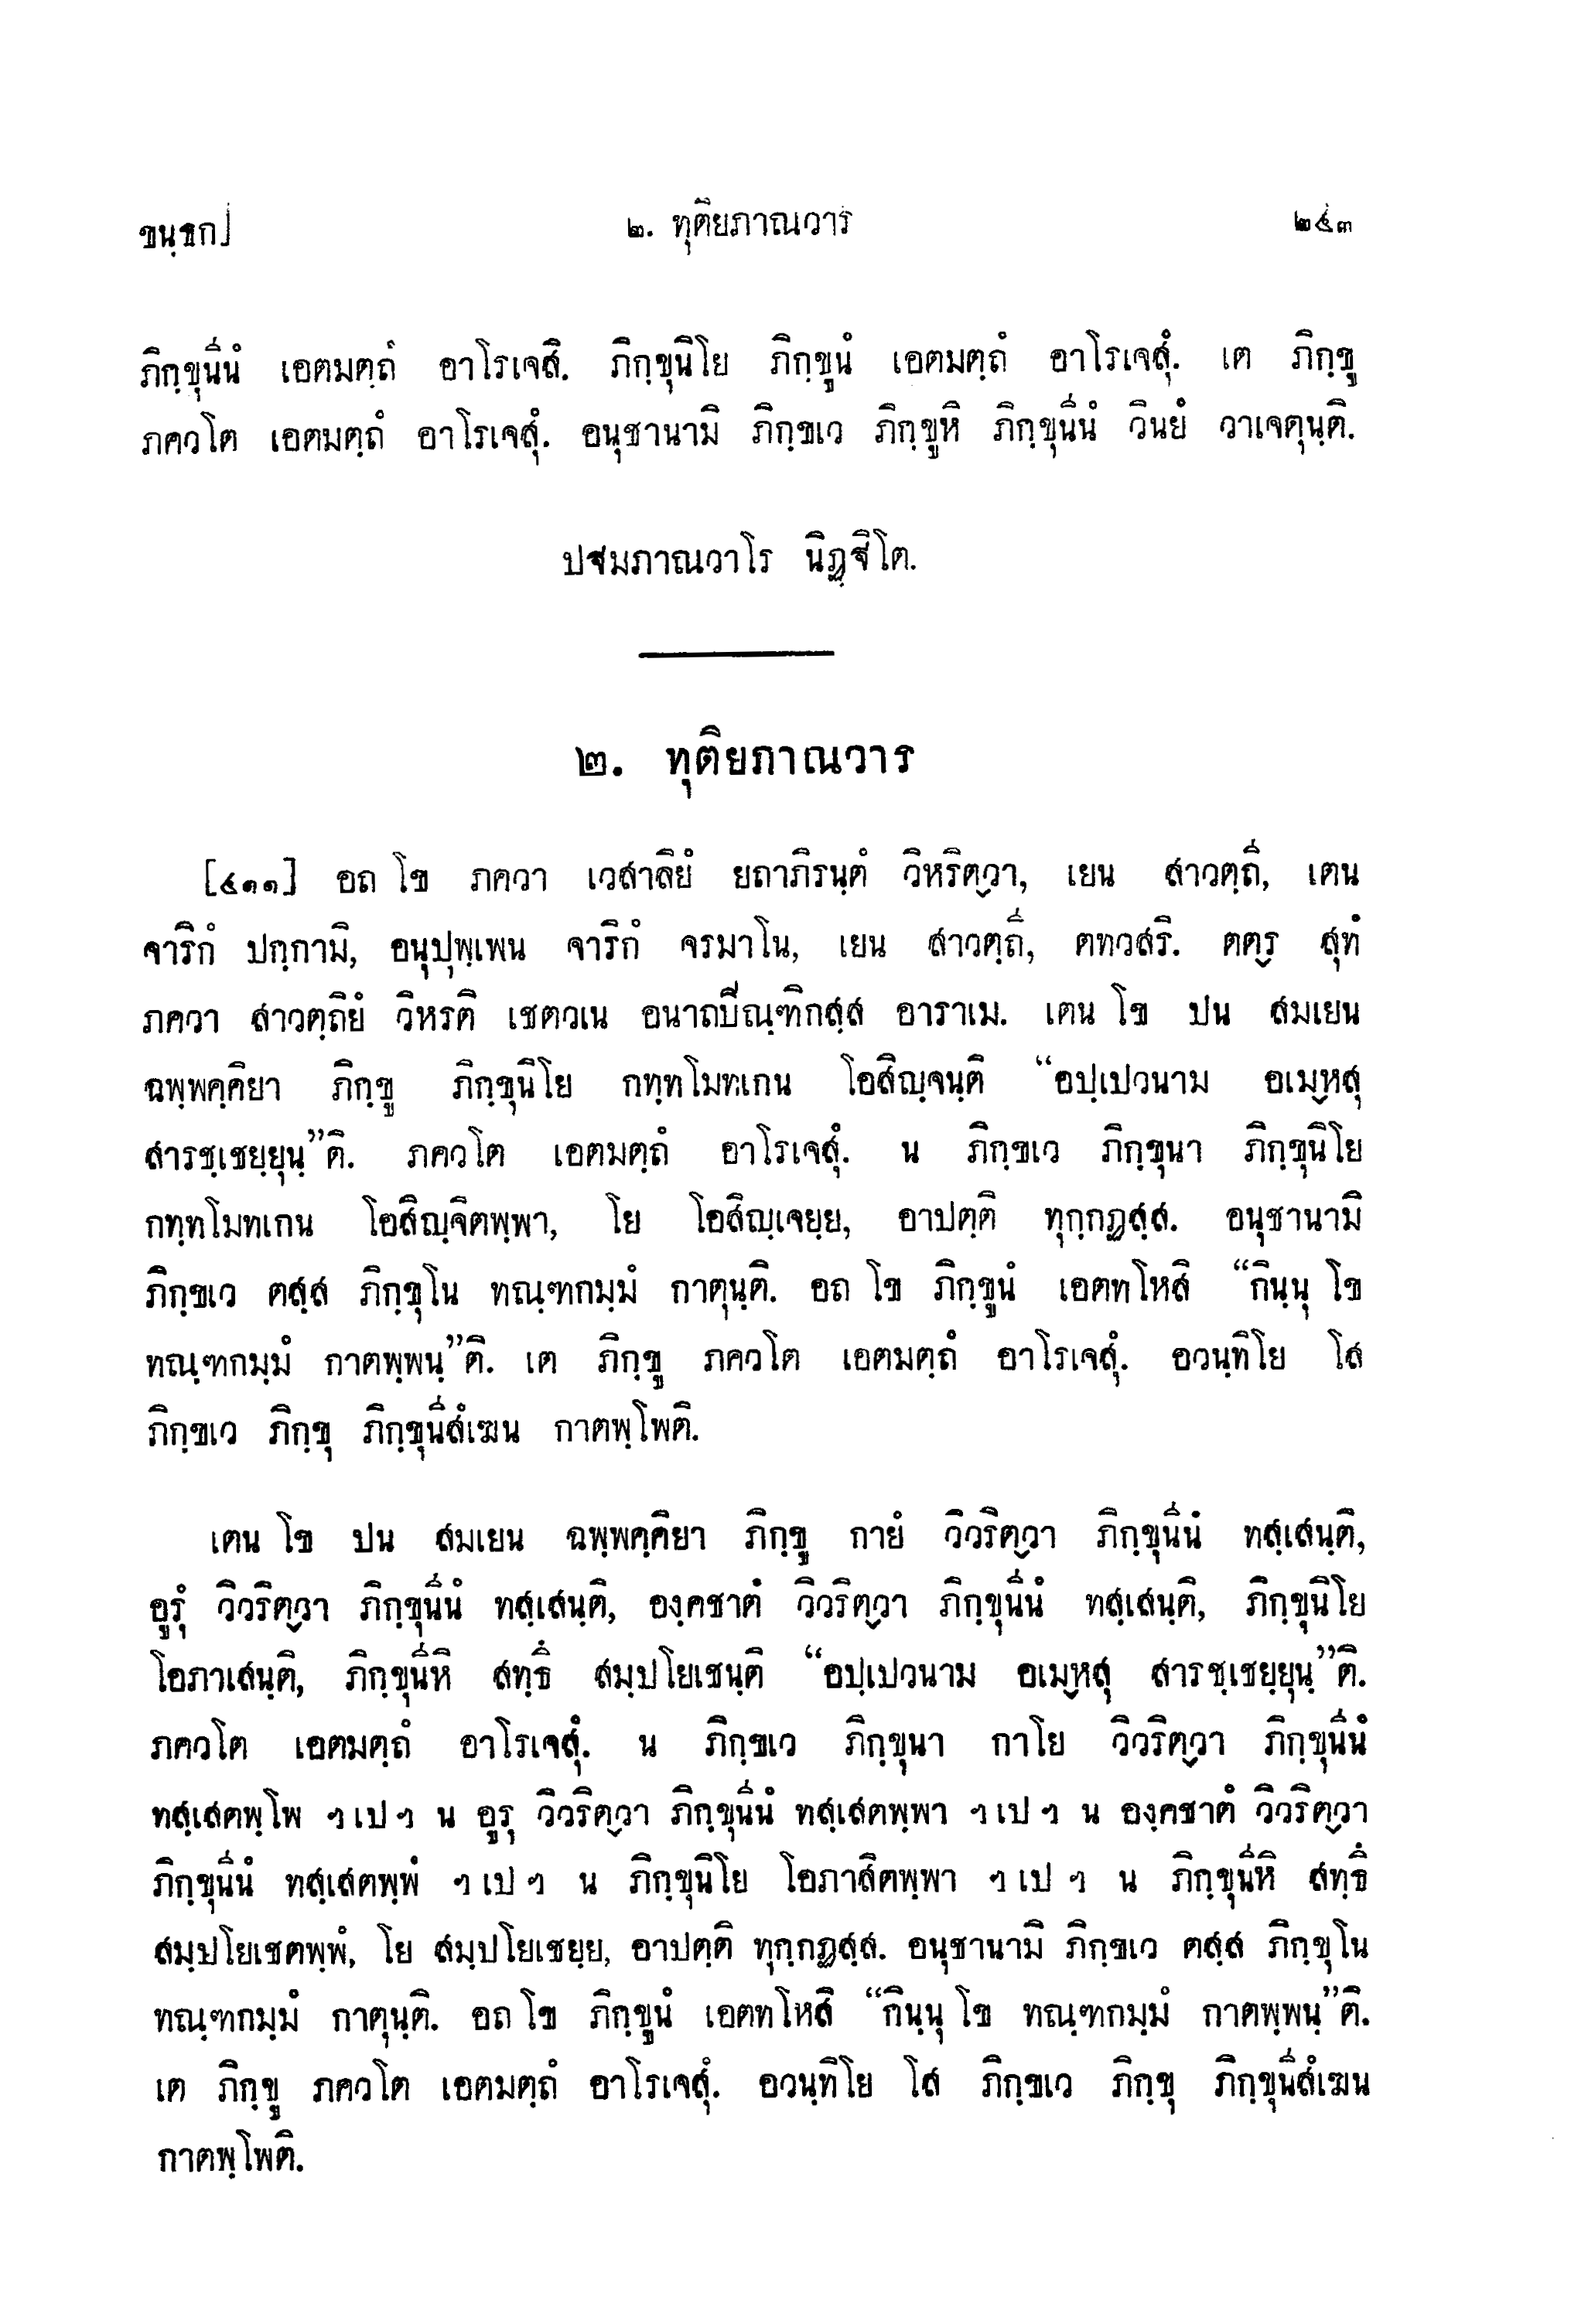 ขนฺธก]
๒. ทุติยภาณวาร
๒๕๓
ภิกฺขุนีนํ เอตมตฺถํ อาโรเจสิ. ภิกฺขุนิโย ภิกฺขูนํ เอตมตฺถํ อาโรเจสุํ. เต ภิกฺขู
ภควโต เอตมตฺถํ อาโรเจสุํ. อนุชานามิ ภิกฺขเว ภิกฺขูหิ ภิกฺขุนีนํ วินยํ วาเจตุนฺติ.
ปฐมภาณวาโร นิฏฺฐิโต.
๒. ทุติยภาณวาร
[๔๑๑] อถ โข ภควา เวสาลิยํ ยถาภิรนฺตํ วิหริตฺวา, เยน สาวตฺถี, เตน
จาริกํ ปกฺกามิ, อนุปุพฺเพน จาริกํ จรมาโน, เยน สาวตฺถี, ตทวสริ. ตตฺร สุทํ
ภควา สาวตฺถิยํ วิหรติ เชตวเน อนาถปิณฺฑิกสฺส อาราเม. เตน โข ปน สมเยน
ฉพฺพคฺคิยา ภิกฺขู ภิกฺขุนิโย กทฺทโมทเกน โอสิญฺจนฺติ “อปฺเปวนาม อเมฺหสุ
สารชฺเชยฺยุนฺ”ติ. ภควโต เอตมตฺถํ อาโรเจสุํ. น ภิกฺขเว ภิกฺขุนา ภิกฺขุนิโย
กทฺทโมทเกน โอสิญฺจิตพฺพา, โย โอสิญฺเจยฺย, อาปตฺติ ทุกฺกฏสฺส. อนุชานามิ
ภิกฺขเว ตสฺส ภิกฺขุโน ทณฺฑกมฺมํ กาตุนฺติ. อถ โข ภิกฺขูนํ เอตทโหสิ “กินฺนุ โข
ทณฺฑกมฺมํ กาตพฺพนฺ”ติ. เต ภิกฺขู ภควโต เอตมตฺถํ อาโรเจสุํ. อวนฺทิโย โส
ภิกฺขเว ภิกฺขุ ภิกฺขุนีสํเฆน กาตพฺโพติ.
เตน โข ปน สมเยน ฉพฺพคฺคิยา ภิกฺขู กายํ วิวริตฺวา ภิกฺขุนีนํ ทสฺเสนฺติ,
อูรุํ วิวริตฺวา ภิกฺขุนีนํ ทสฺเสนฺติ, องฺคชาตํ วิวริตฺวา ภิกฺขุนีนํ ทสฺเสนฺติ, ภิกฺขุนิโย
โอภาเสนฺติ, ภิกฺขุนีหิ สทฺธึ สมฺปโยเชนฺติ “อปฺเปวนาม อเมฺหสุ สารชฺเชยฺยุนฺ”ติ.
ภควโต เอตมตฺถํ อาโรเจสุํ. น ภิกฺขเว ภิกฺขุนา กาโย วิวริตฺวา ภิกฺขุนีนํ
ทสฺเสตพฺโพ ฯ เป ฯ น อูรุ วิวริตฺวา ภิกฺขุนีนํ ทสฺเสตพฺพา ฯ เป ฯ น องฺคชาตํ วิวริตฺวา
ภิกฺขุนีนํ ทสฺเสตพฺพํ ฯ เป ฯ น ภิกฺขุนิโย โอภาสิตพฺพา ฯ เป ฯ น ภิกฺขุนีหิ สทฺธึ
สมฺปโยเชตพฺพํ, โย สมฺปโยเชยฺย, อาปตฺติ ทุกฺกฏสฺส. อนุชานามิ ภิกฺขเว ตสฺส ภิกฺขุโน
ทณฺฑกมฺมํ กาตุนฺติ. อถ โข ภิกฺขูนํ เอตทโหสิ “กินฺนุ โข ทณฺฑกมฺมํ กาตพฺพนฺ”ติ.
เต ภิกฺขู ภควโต เอตมตฺถํ อาโรเจสุํ. อวนฺทิโย โส ภิกฺขเว ภิกฺขุ ภิกฺขุนีสํเฆน
กาตพฺโพติ.